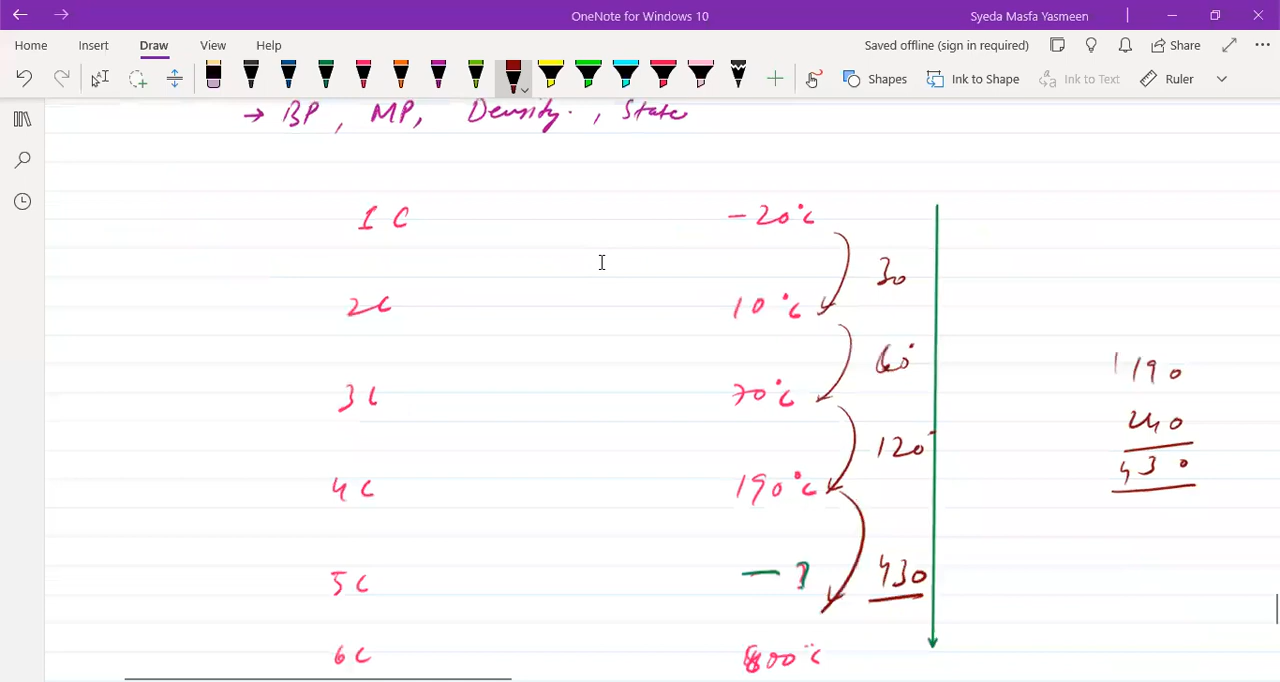 OneNote for Windows 10
Syeda Masfa Yasmeen
Home Insert Draw View Help
Saved offline (sign in required) Share
Shapes Ink to Shape Ink to Text Ruler
→ BP, MP, Density., State
1 C -20°C
30
2C 10°C
60°
3C 70°C
120°
4C 190°C
5C — ? 430
6C 800°C
190
240
430